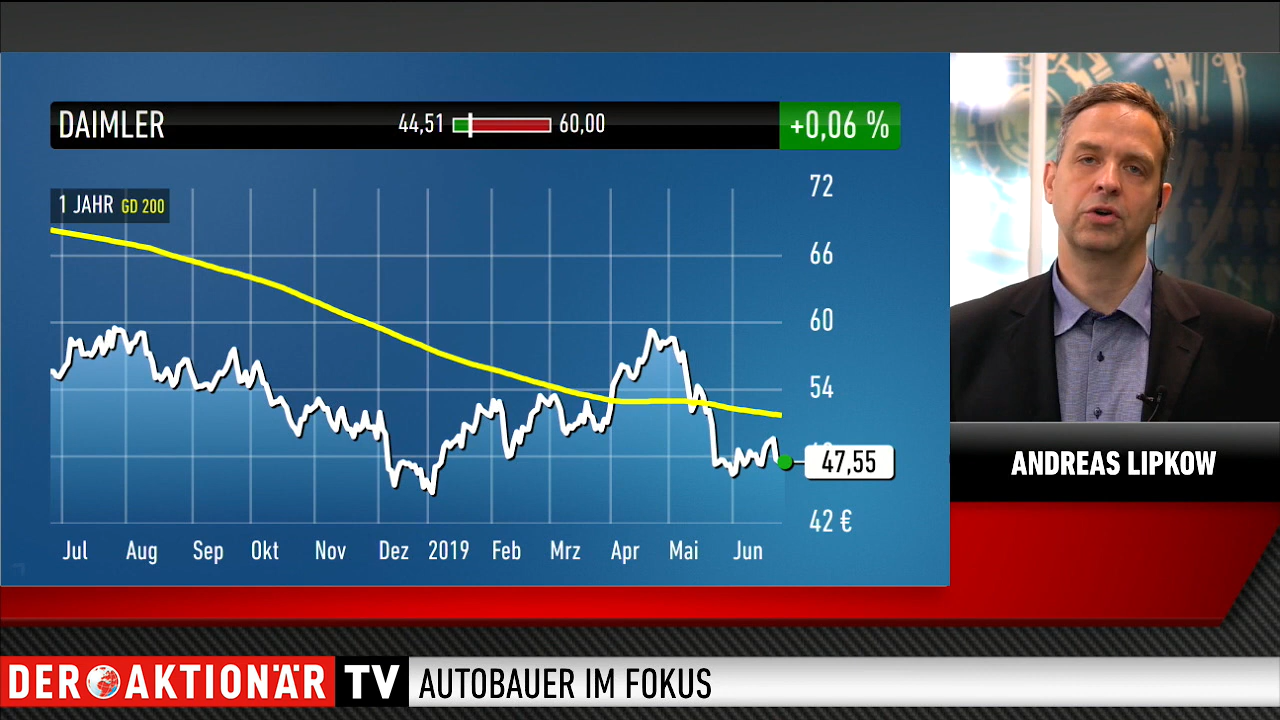 DAIMLER 44,51 60,00 +0,06 %
1 JAHR GD 200
72
66
60
54
47,55
42 €
Jul Aug Sep Okt Nov Dez 2019 Feb Mrz Apr Mai Jun
ANDREAS LIPKOW
DER AKTIONÄR TV AUTOBAUER IM FOKUS